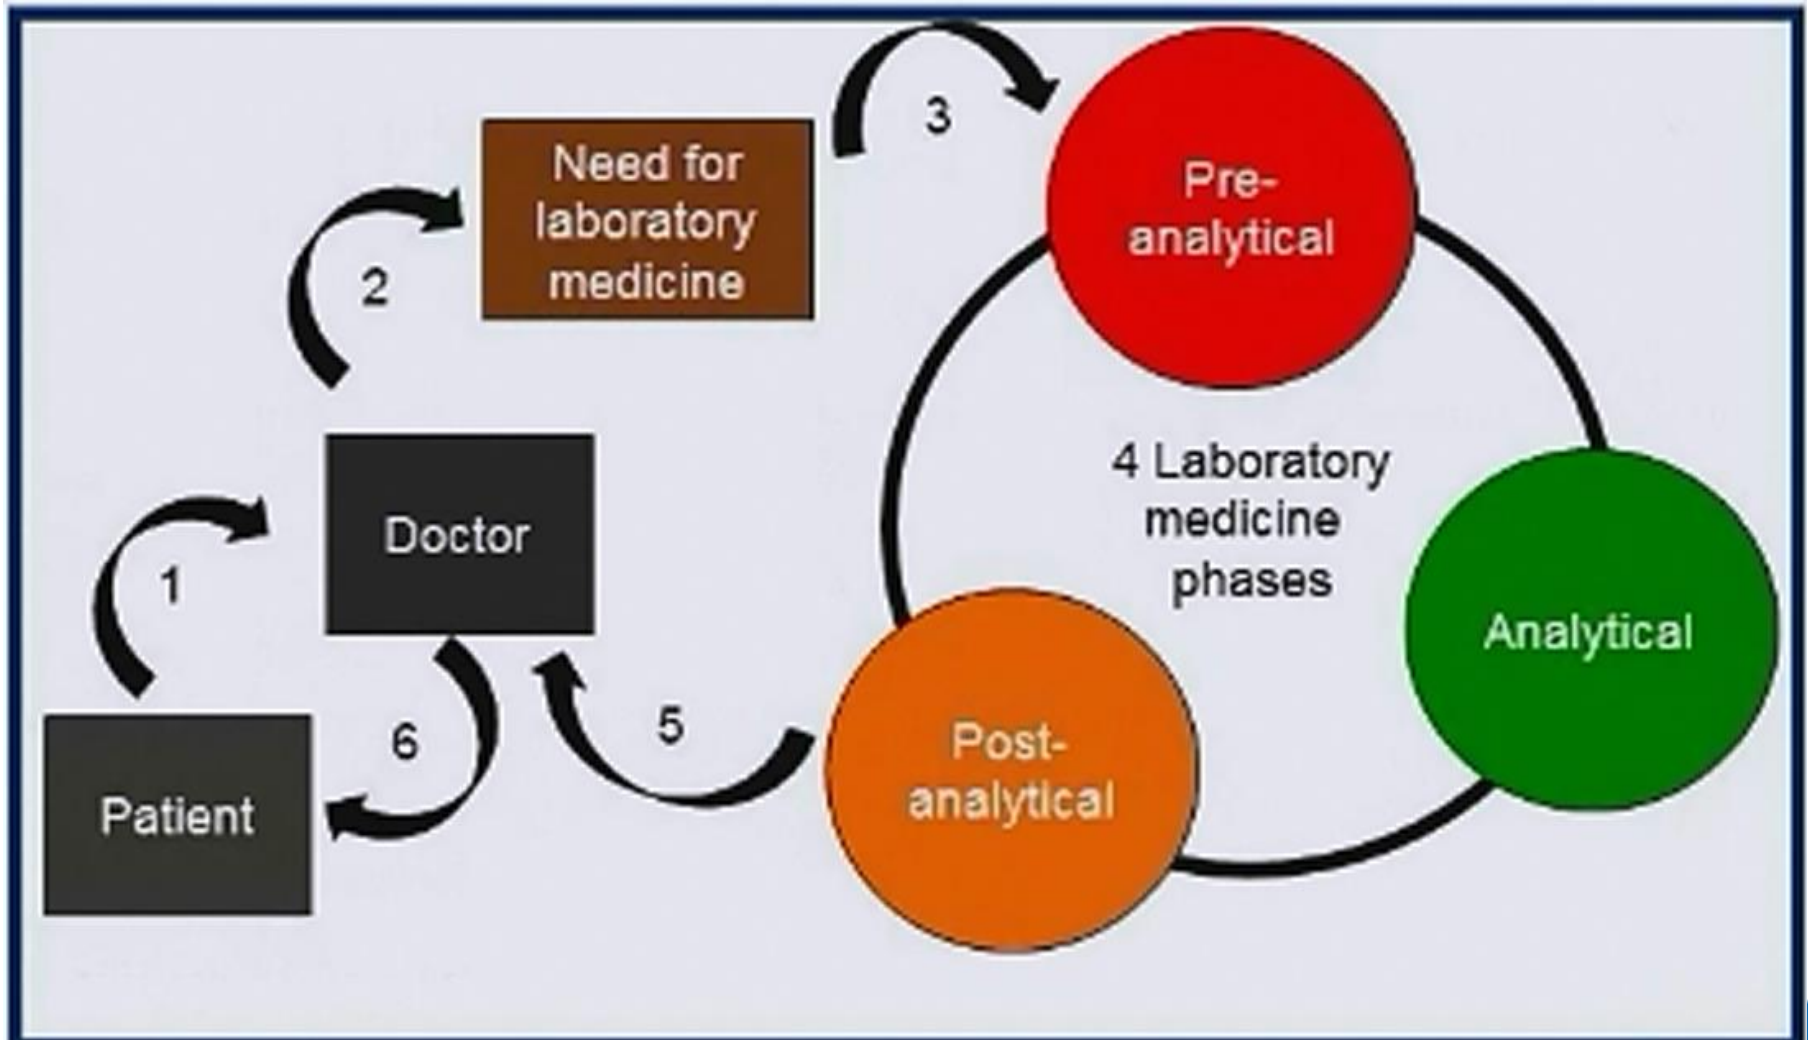 1
Patient
2
Doctor
3
Need for
laboratory
medicine
Pre-
analytical
4 Laboratory
medicine
phases
Analytical
Post-
analytical
5
6